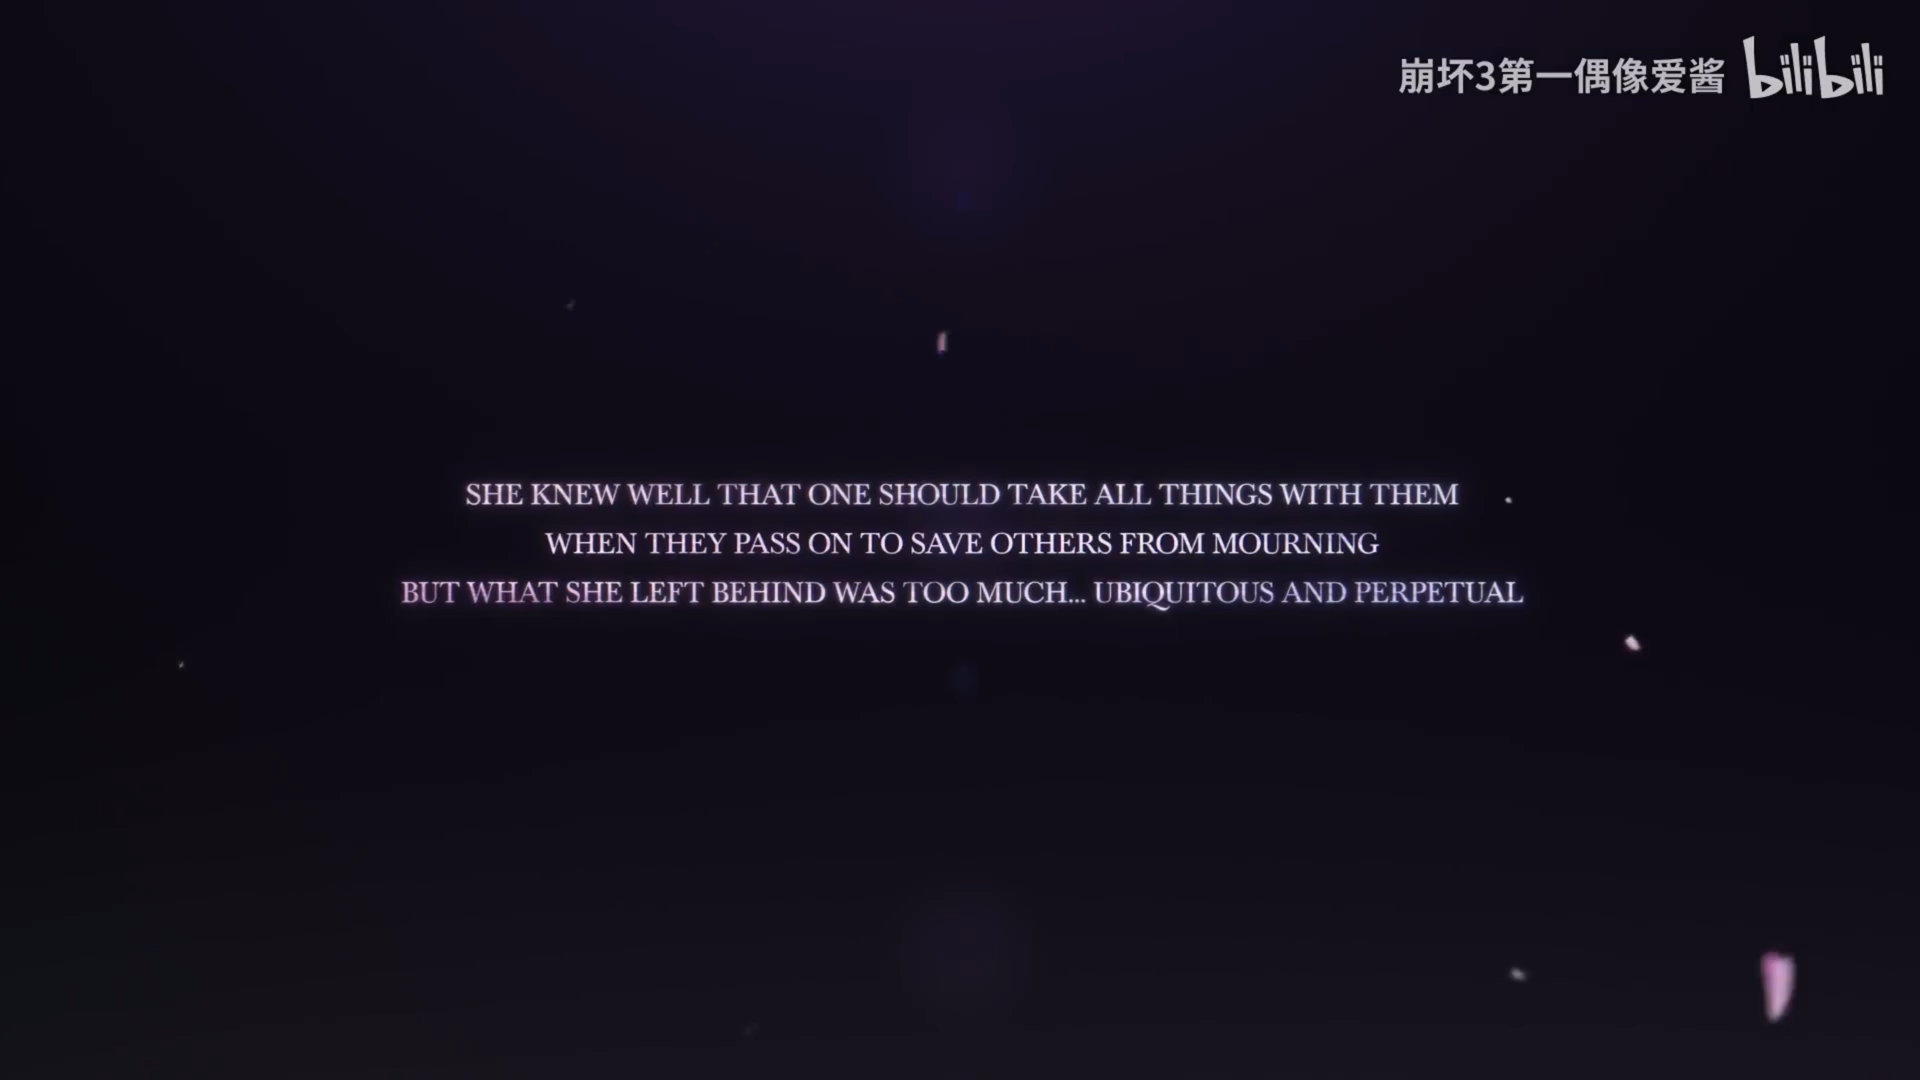 崩坏3第一偶像爱酱 bilibili
SHE KNEW WELL THAT ONE SHOULD TAKE ALL THINGS WITH THEM
WHEN THEY PASS ON TO SAVE OTHERS FROM MOURNING
BUT WHAT SHE LEFT BEHIND WAS TOO MUCH... UBIQUITOUS AND PERPETUAL